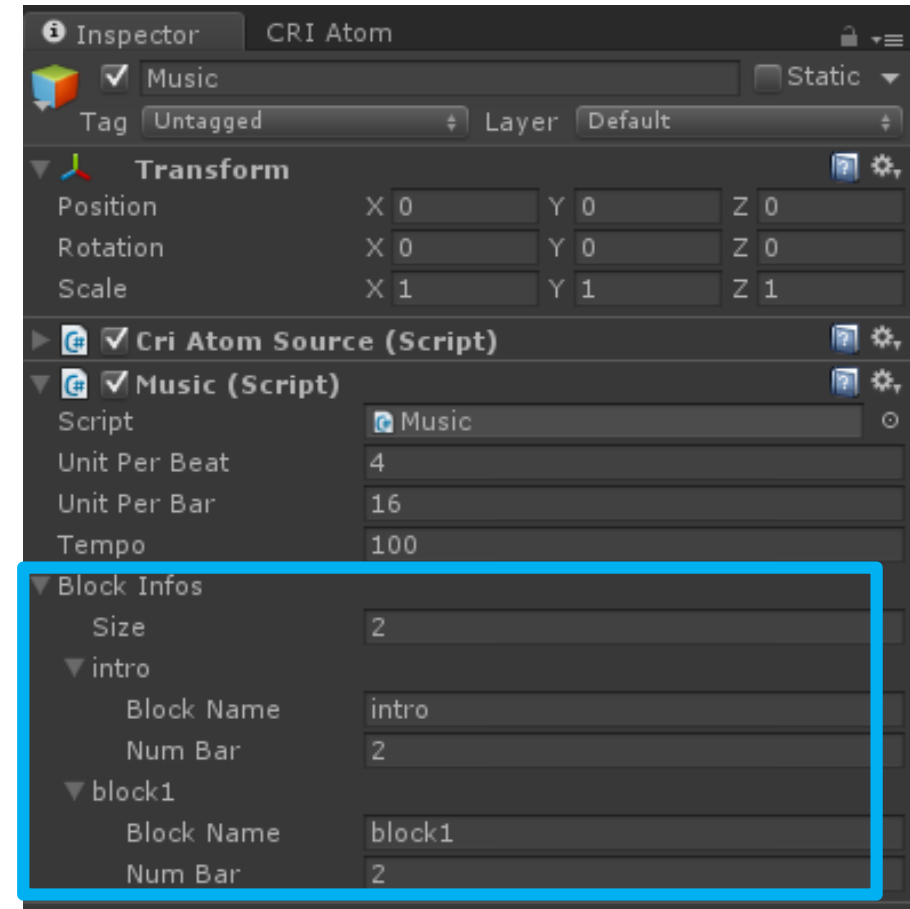 Inspector CRI Atom
Music Static
Tag Untagged Layer Default
Transform
Position X 0 Y 0 Z 0
Rotation X 0 Y 0 Z 0
Scale X 1 Y 1 Z 1
Cri Atom Source (Script)
Music (Script)
Script Music
Unit Per Beat 4
Unit Per Bar 16
Tempo 100
Block Infos
Size 2
intro
Block Name intro
Num Bar 2
block1
Block Name block1
Num Bar 2